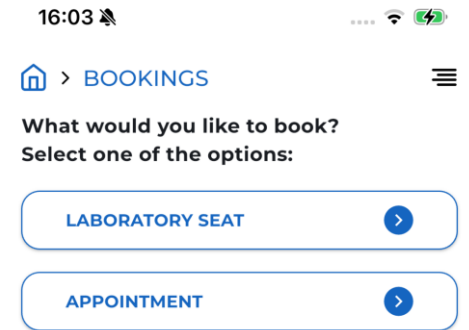 16:03
> BOOKINGS
What would you like to book?
Select one of the options:
LABORATORY SEAT
APPOINTMENT